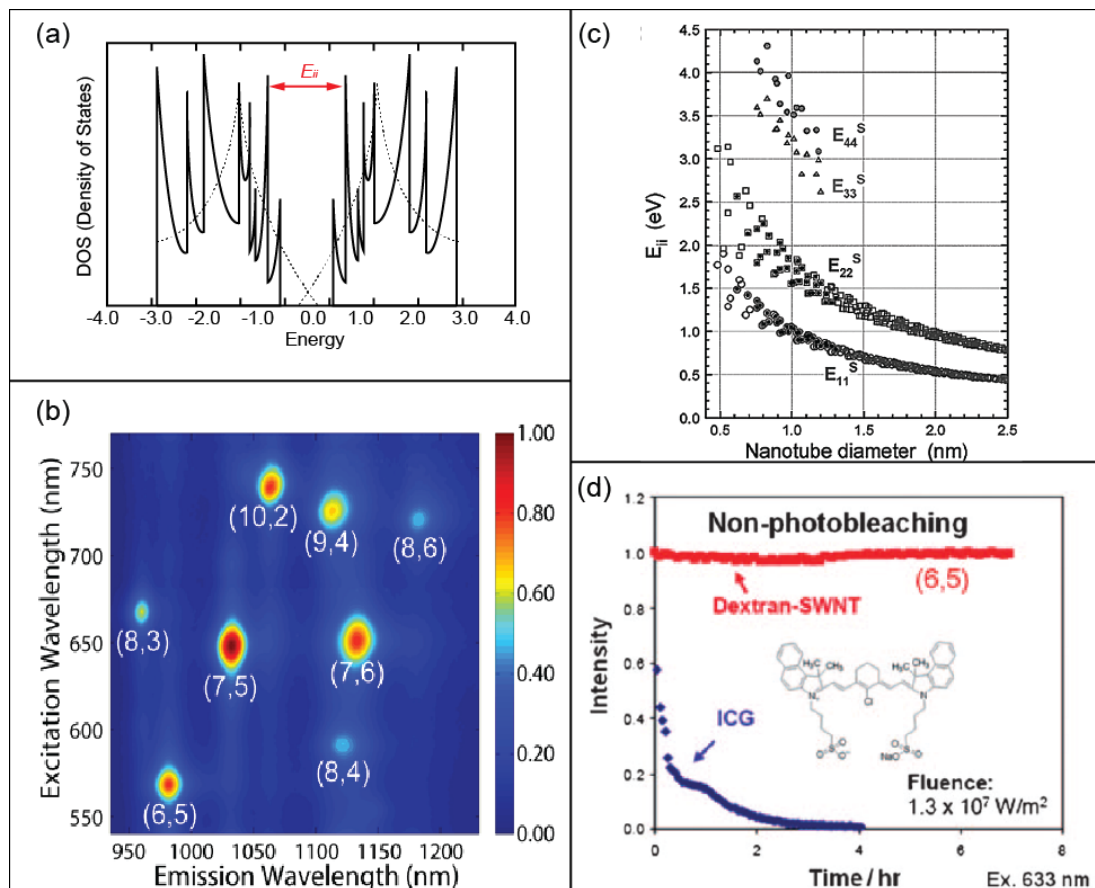 (a)
E_ii
DOS (Density of States)
-4.0 -3.0 -2.0 -1.0 0.0 1.0 2.0 3.0 4.0
Energy
(b)
Excitation Wavelength (nm)
750
700
650
600
550
(10,2)
(9,4)
(8,6)
(8,3)
(7,5)
(7,6)
(8,4)
(6,5)
1.00
0.80
0.60
0.40
0.20
0.00
950 1000 1050 1100 1150 1200
Emission Wavelength (nm)
(c)
E_ii (eV)
4.5
4.0
3.5
3.0
2.5
2.0
1.5
1.0
0.5
0.0
E_44^S
E_33^S
E_22^S
E_11^S
0.5 1.0 1.5 2.0 2.5
Nanotube diameter (nm)
(d)
Intensity
1.2
1.0
0.8
0.6
0.4
0.2
0.0
Non-photobleaching
(6,5)
Dextran-SWNT
H₃C CH₃ H₃C CH₃
N Cl N
ICG
Fluence:
1.3 x 10⁷ W/m²
0 2 4 6 8
Time/hr
Ex. 633 nm